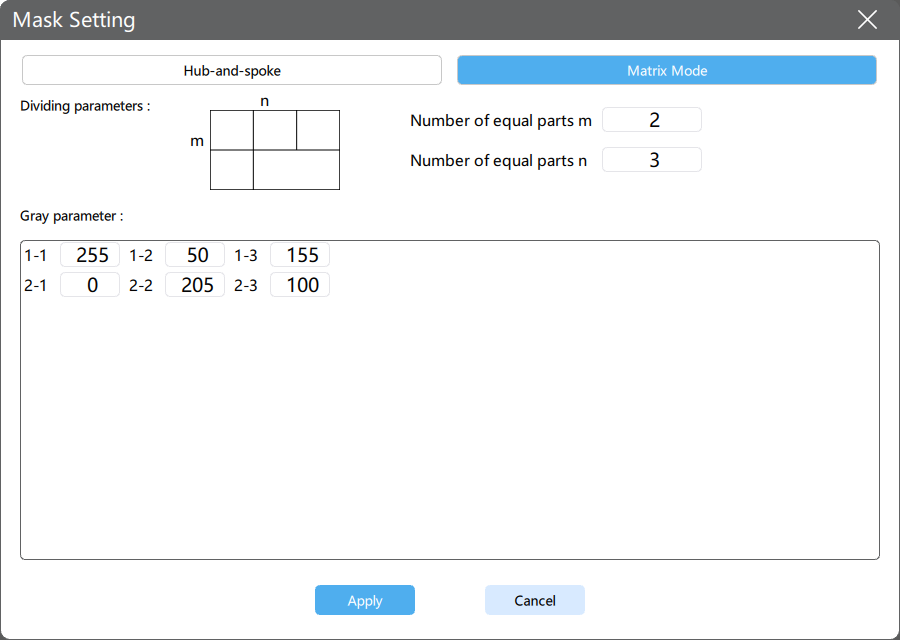 Mask Setting
Hub-and-spoke
Matrix Mode
Dividing parameters :
n
m
Number of equal parts m 2
Number of equal parts n 3
Gray parameter :
1-1 255 1-2 50 1-3 155
2-1 0 2-2 205 2-3 100
Apply
Cancel